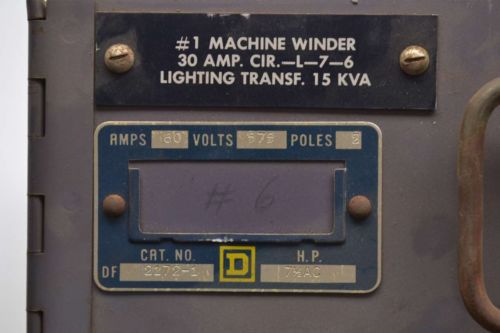 #1 MACHINE WINDER
30 AMP. CIR.—L—7—6
LIGHTING TRANSF. 15 KVA
AMPS 60 VOLTS 575 POLES 2
# 6
CAT. NO. H.P.
DF 2272-1 D 7½AC